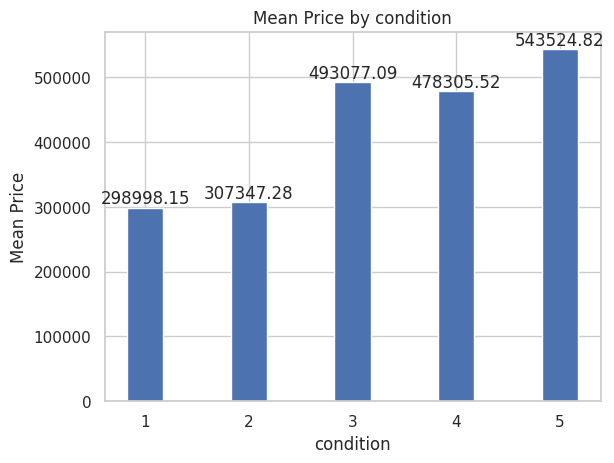 Mean Price by condition
543524.82
493077.09
478305.52
307347.28
298998.15
500000
400000
300000
200000
100000
0
Mean Price
1 2 3 4 5
condition